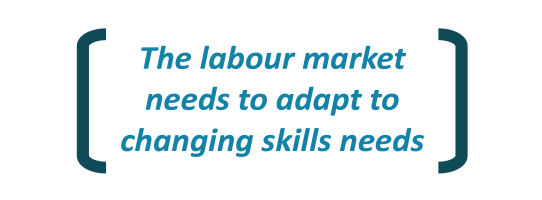 The labour market
needs to adapt to
changing skills needs